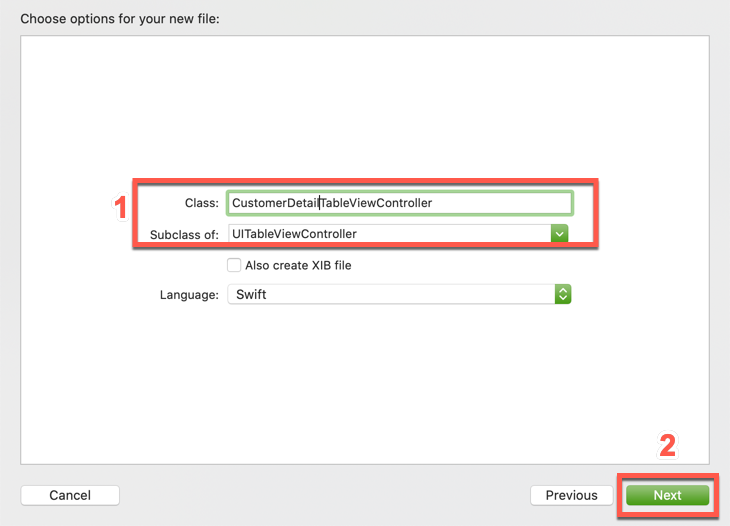 Choose options for your new file:
1
Class: CustomerDetailTableViewController
Subclass of: UITableViewController
Also create XIB file
Language: Swift
2
Cancel Previous Next